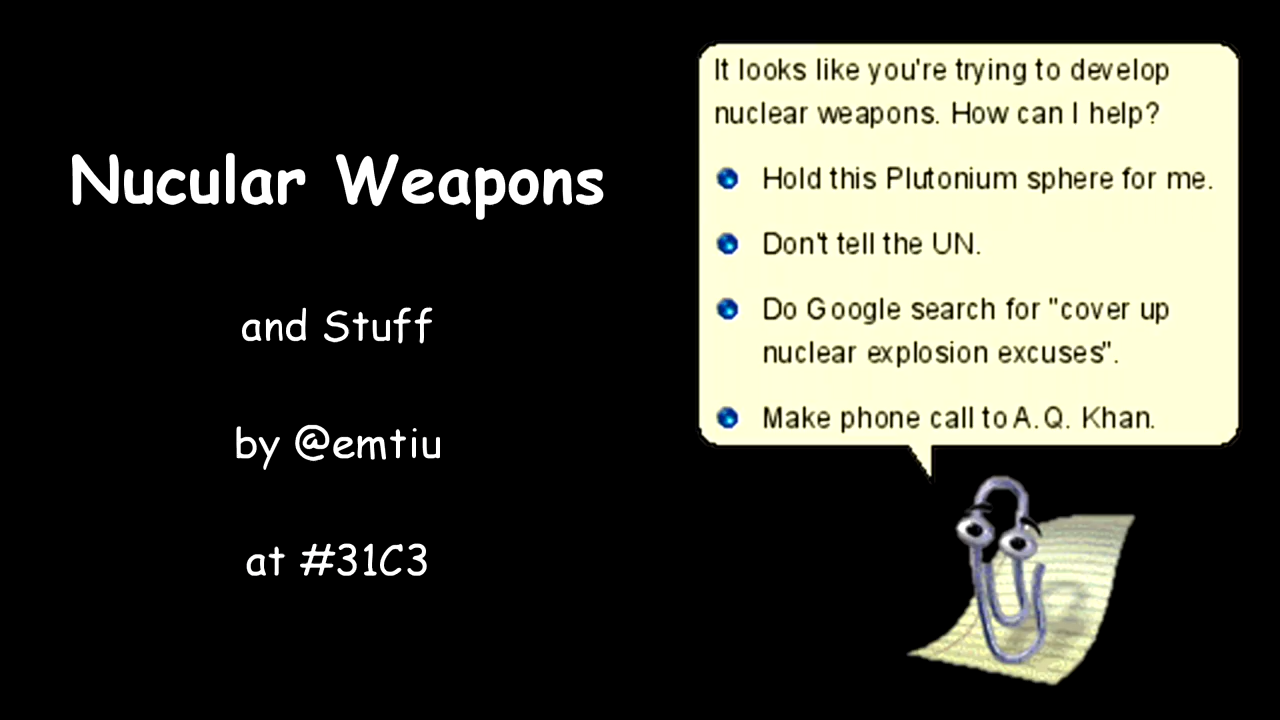 Nucular Weapons
and Stuff
by @emtiu
at #31C3
It looks like you're trying to develop
nuclear weapons. How can I help?
Hold this Plutonium sphere for me.
Don't tell the UN.
Do Google search for "cover up
nuclear explosion excuses".
Make phone call to A.Q. Khan.